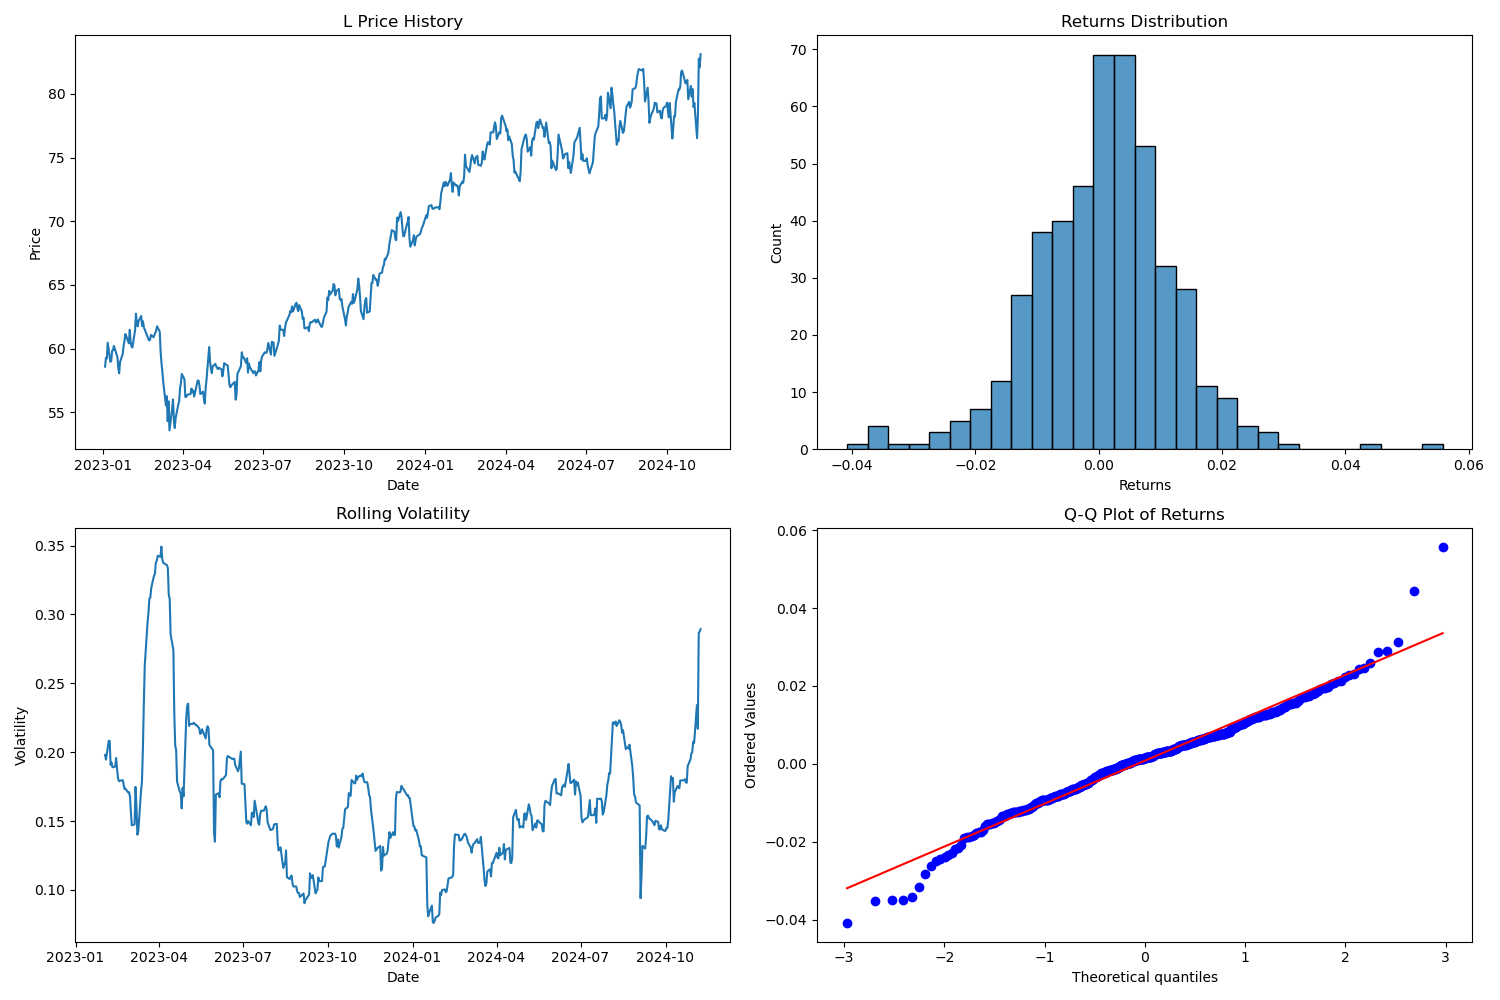 L Price History
Price
85
80
75
70
65
60
55
2023-01 2023-04 2023-07 2023-10 2024-01 2024-04 2024-07 2024-10
Date
Returns Distribution
Count
70
60
50
40
30
20
10
0
−0.04 −0.02 0.00 0.02 0.04 0.06
Returns
Rolling Volatility
Volatility
0.35
0.30
0.25
0.20
0.15
0.10
2023-01 2023-04 2023-07 2023-10 2024-01 2024-04 2024-07 2024-10
Date
Q-Q Plot of Returns
Ordered Values
0.06
0.04
0.02
0.00
−0.02
−0.04
−3 −2 −1 0 1 2 3
Theoretical quantiles